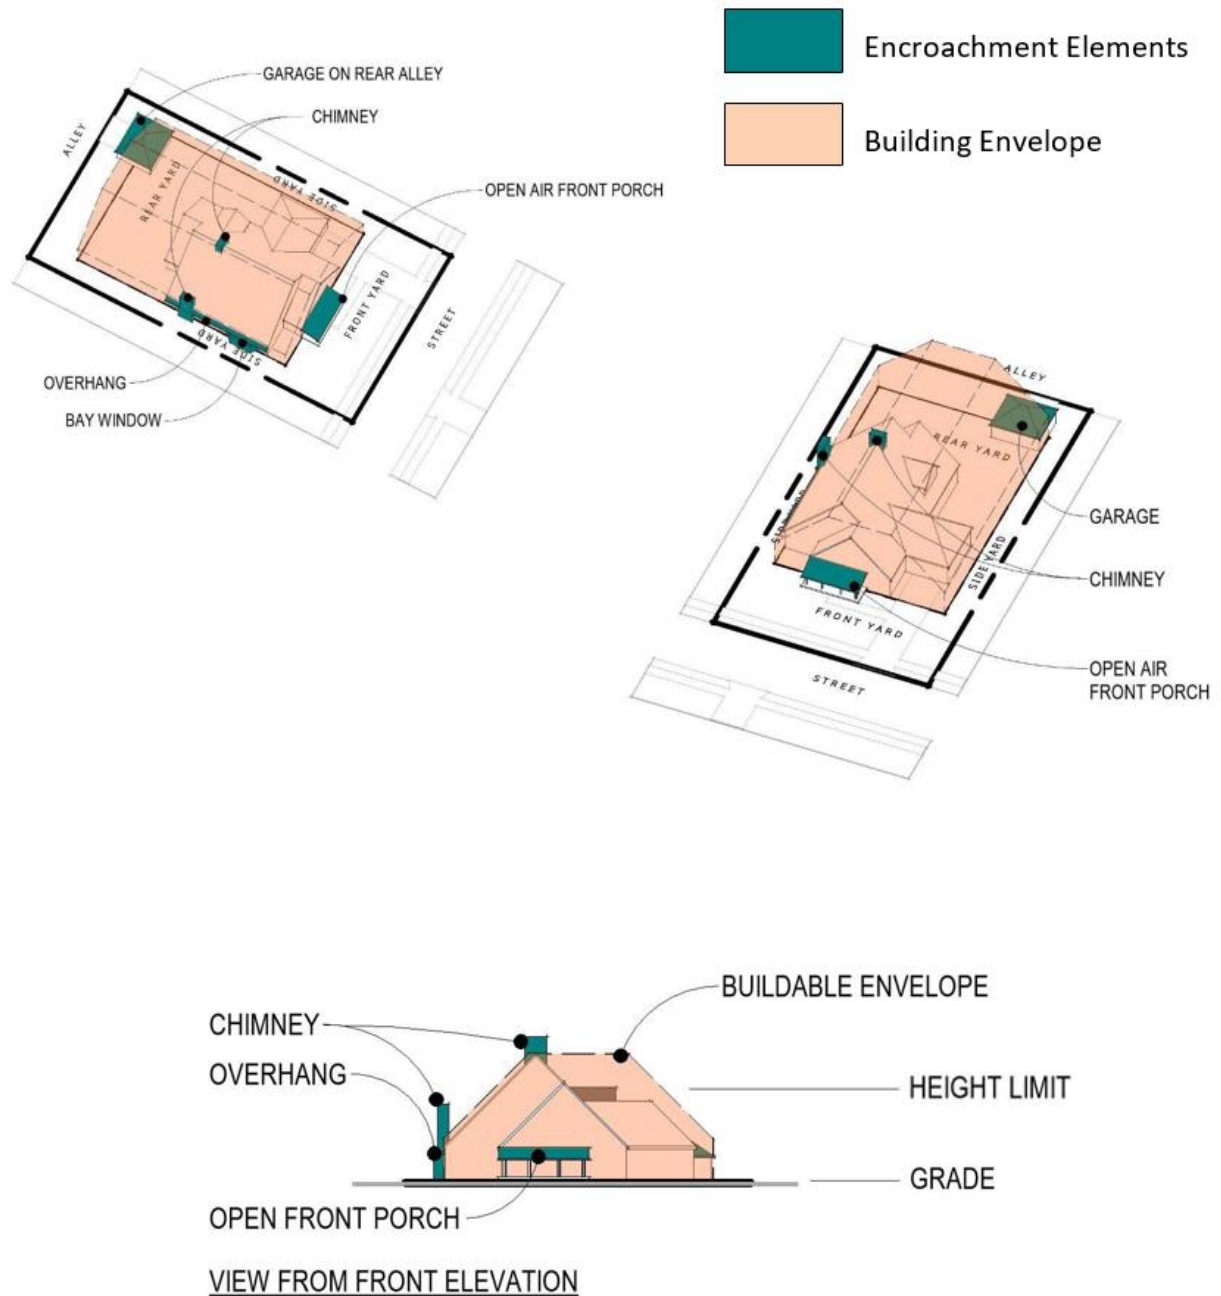 Encroachment Elements
Building Envelope
GARAGE ON REAR ALLEY
CHIMNEY
ALLEY
REAR YARD
SIDE YARD
OPEN AIR FRONT PORCH
FRONT YARD
STREET
SIDE YARD
OVERHANG
BAY WINDOW
ALLEY
REAR YARD
SIDE YARD
GARAGE
SIDE YARD
CHIMNEY
FRONT YARD
OPEN AIR
FRONT PORCH
STREET
BUILDABLE ENVELOPE
CHIMNEY
OVERHANG
HEIGHT LIMIT
GRADE
OPEN FRONT PORCH
VIEW FROM FRONT ELEVATION